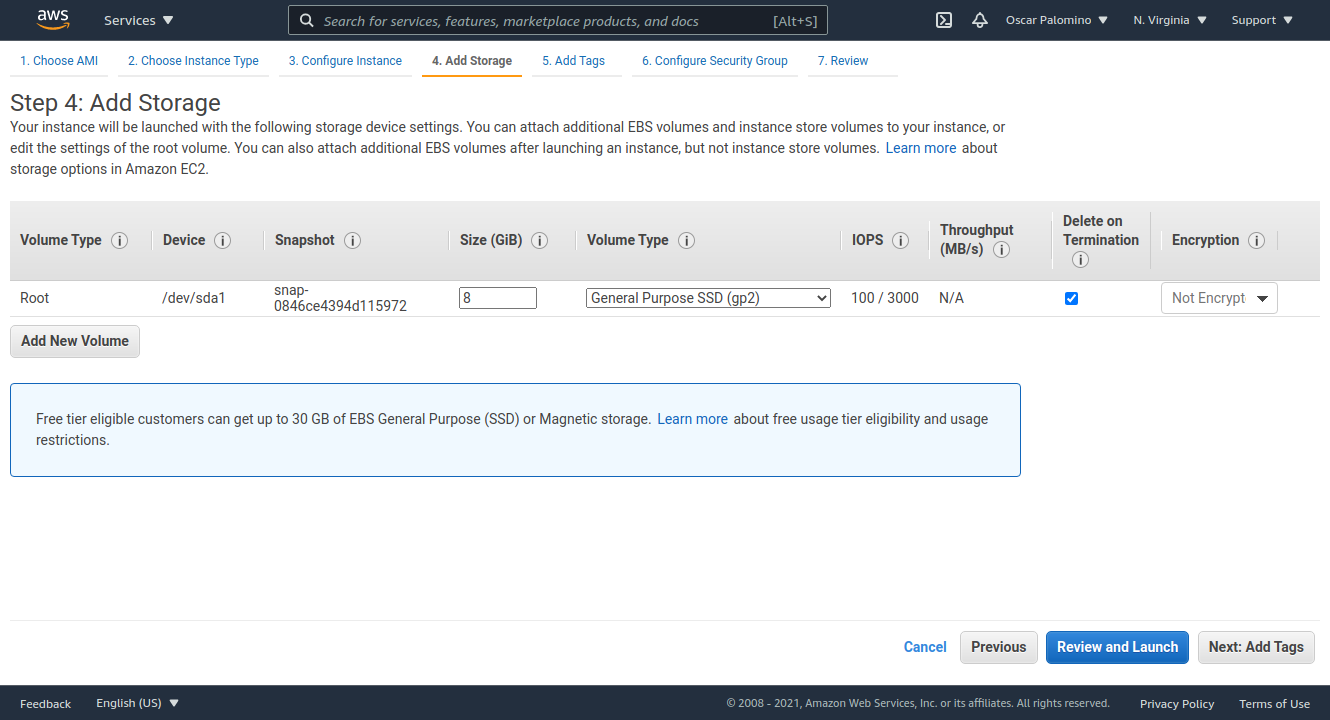 aws Services Search for services, features, marketplace products, and docs [Alt+S] Oscar Palomino N. Virginia Support
1. Choose AMI 2. Choose Instance Type 3. Configure Instance 4. Add Storage 5. Add Tags 6. Configure Security Group 7. Review
Step 4: Add Storage
Your instance will be launched with the following storage device settings. You can attach additional EBS volumes and instance store volumes to your instance, or
edit the settings of the root volume. You can also attach additional EBS volumes after launching an instance, but not instance store volumes. Learn more about
storage options in Amazon EC2.
Volume Type i Device i Snapshot i Size (GiB) i Volume Type i IOPS i Throughput (MB/s) i Delete on Termination i Encryption i
Root /dev/sda1 snap-0846ce4394d115972 8 General Purpose SSD (gp2) 100 / 3000 N/A Not Encrypt
Add New Volume
Free tier eligible customers can get up to 30 GB of EBS General Purpose (SSD) or Magnetic storage. Learn more about free usage tier eligibility and usage
restrictions.
Cancel Previous Review and Launch Next: Add Tags
Feedback English (US) © 2008 - 2021, Amazon Web Services, Inc. or its affiliates. All rights reserved. Privacy Policy Terms of Use